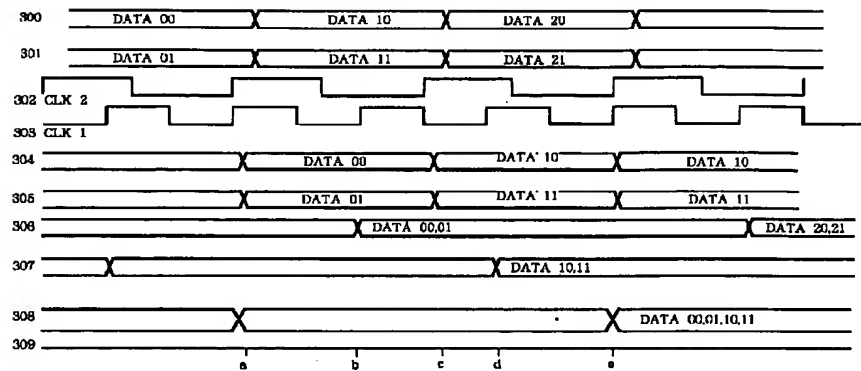 300 DATA 00 DATA 10 DATA 20
301 DATA 01 DATA 11 DATA 21
302 CLK 2
303 CLK 1
304 DATA 00 DATA 10 DATA 10
305 DATA 01 DATA 11 DATA 11
306 DATA 00,01 DATA 20,21
307 DATA 10,11
308 DATA 00,01,10,11
309
a b c d e